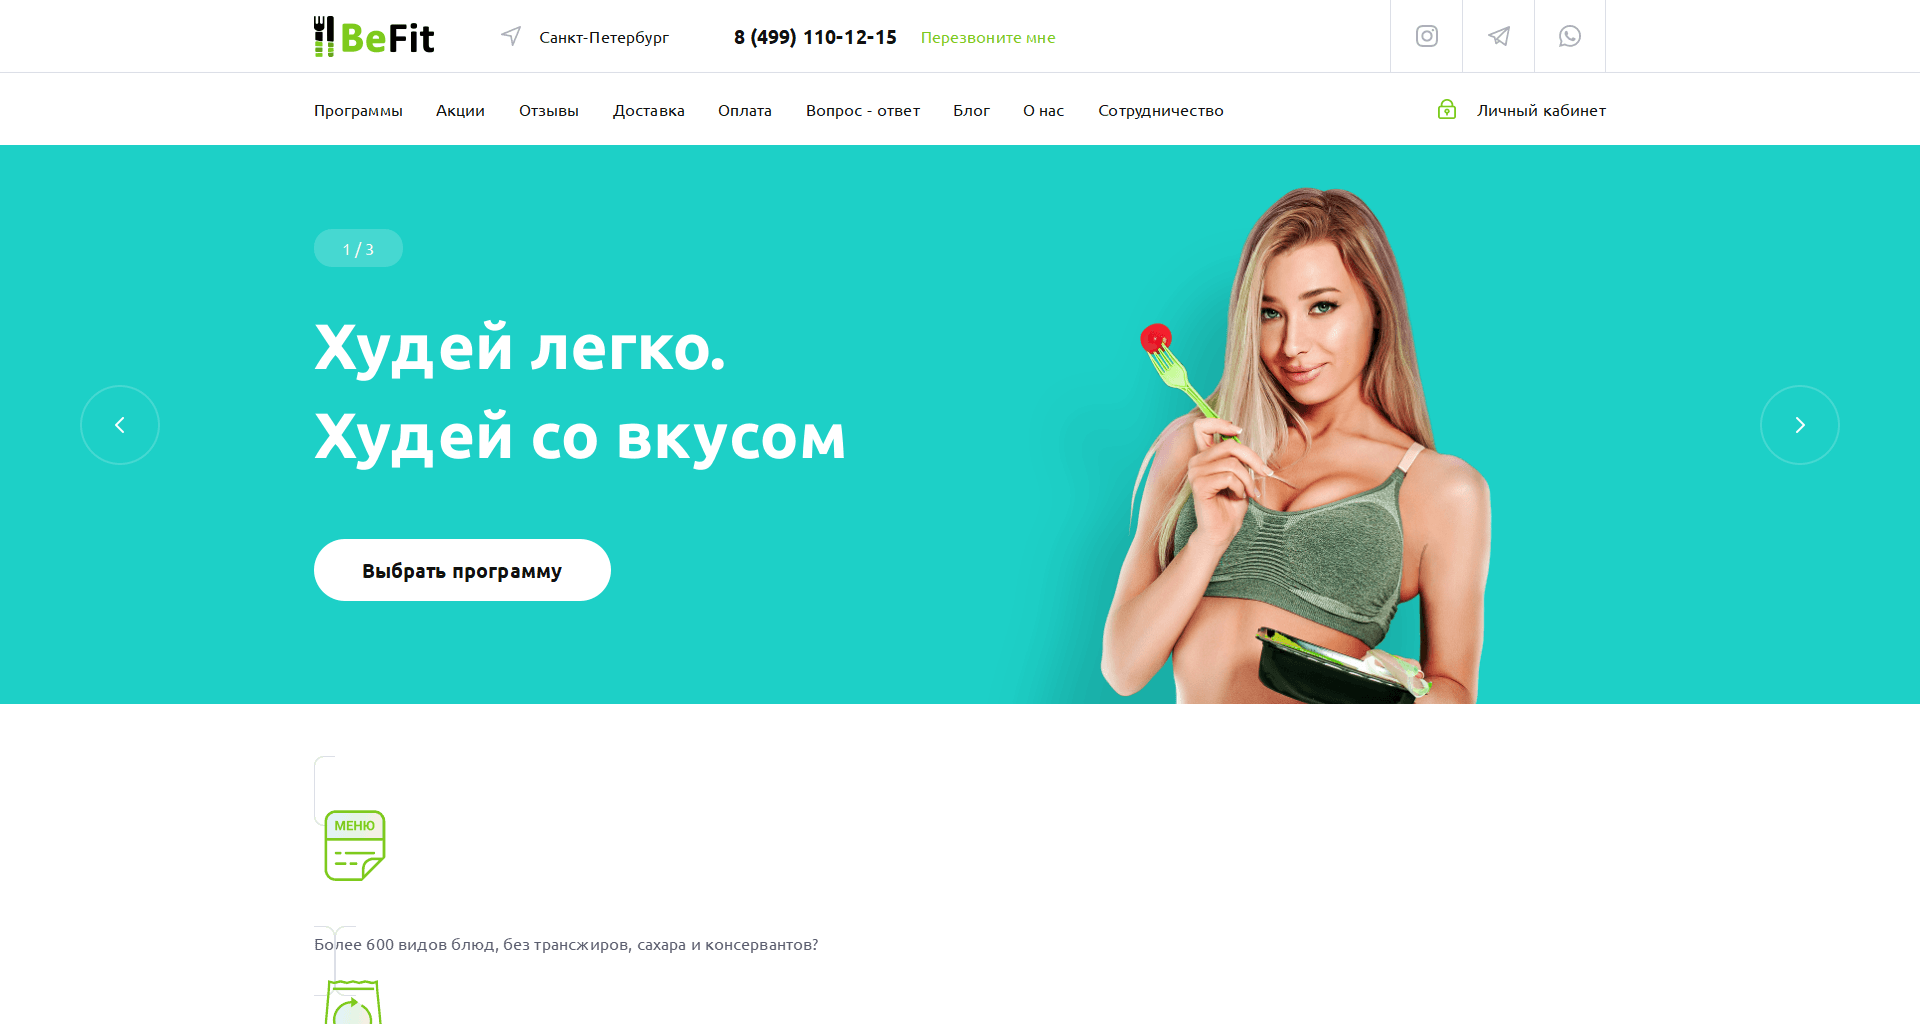 BeFit
Санкт-Петербург
8 (499) 110-12-15
Перезвоните мне
Программы
Акции
Отзывы
Доставка
Оплата
Вопрос - ответ
Блог
О нас
Сотрудничество
Личный кабинет
1 / 3
Худей легко.
Худей со вкусом
Выбрать программу
МЕНЮ
Более 600 видов блюд, без трансжиров, сахара и консервантов?